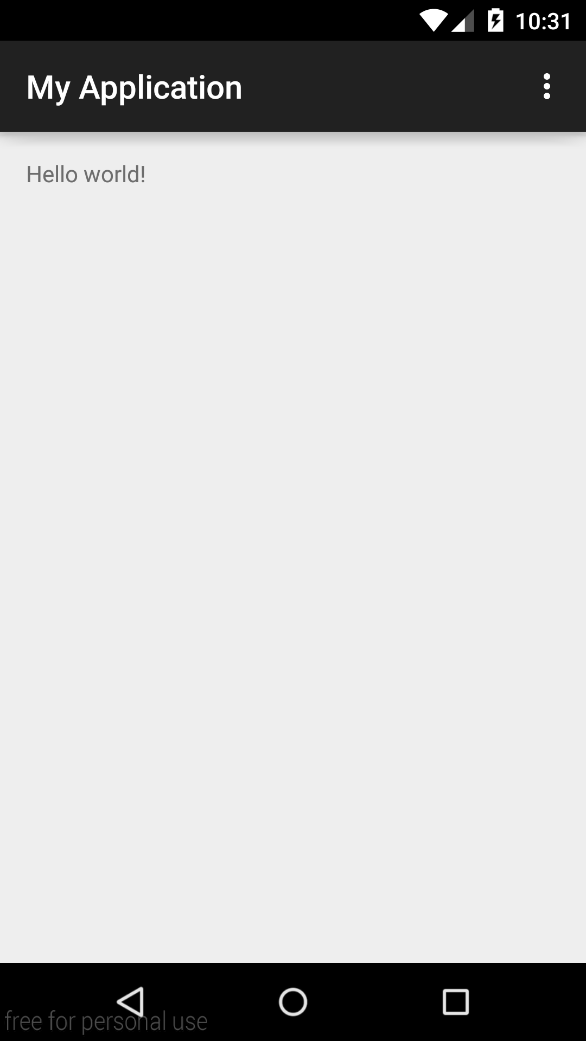 10:31
My Application
Hello world!
free for personal use